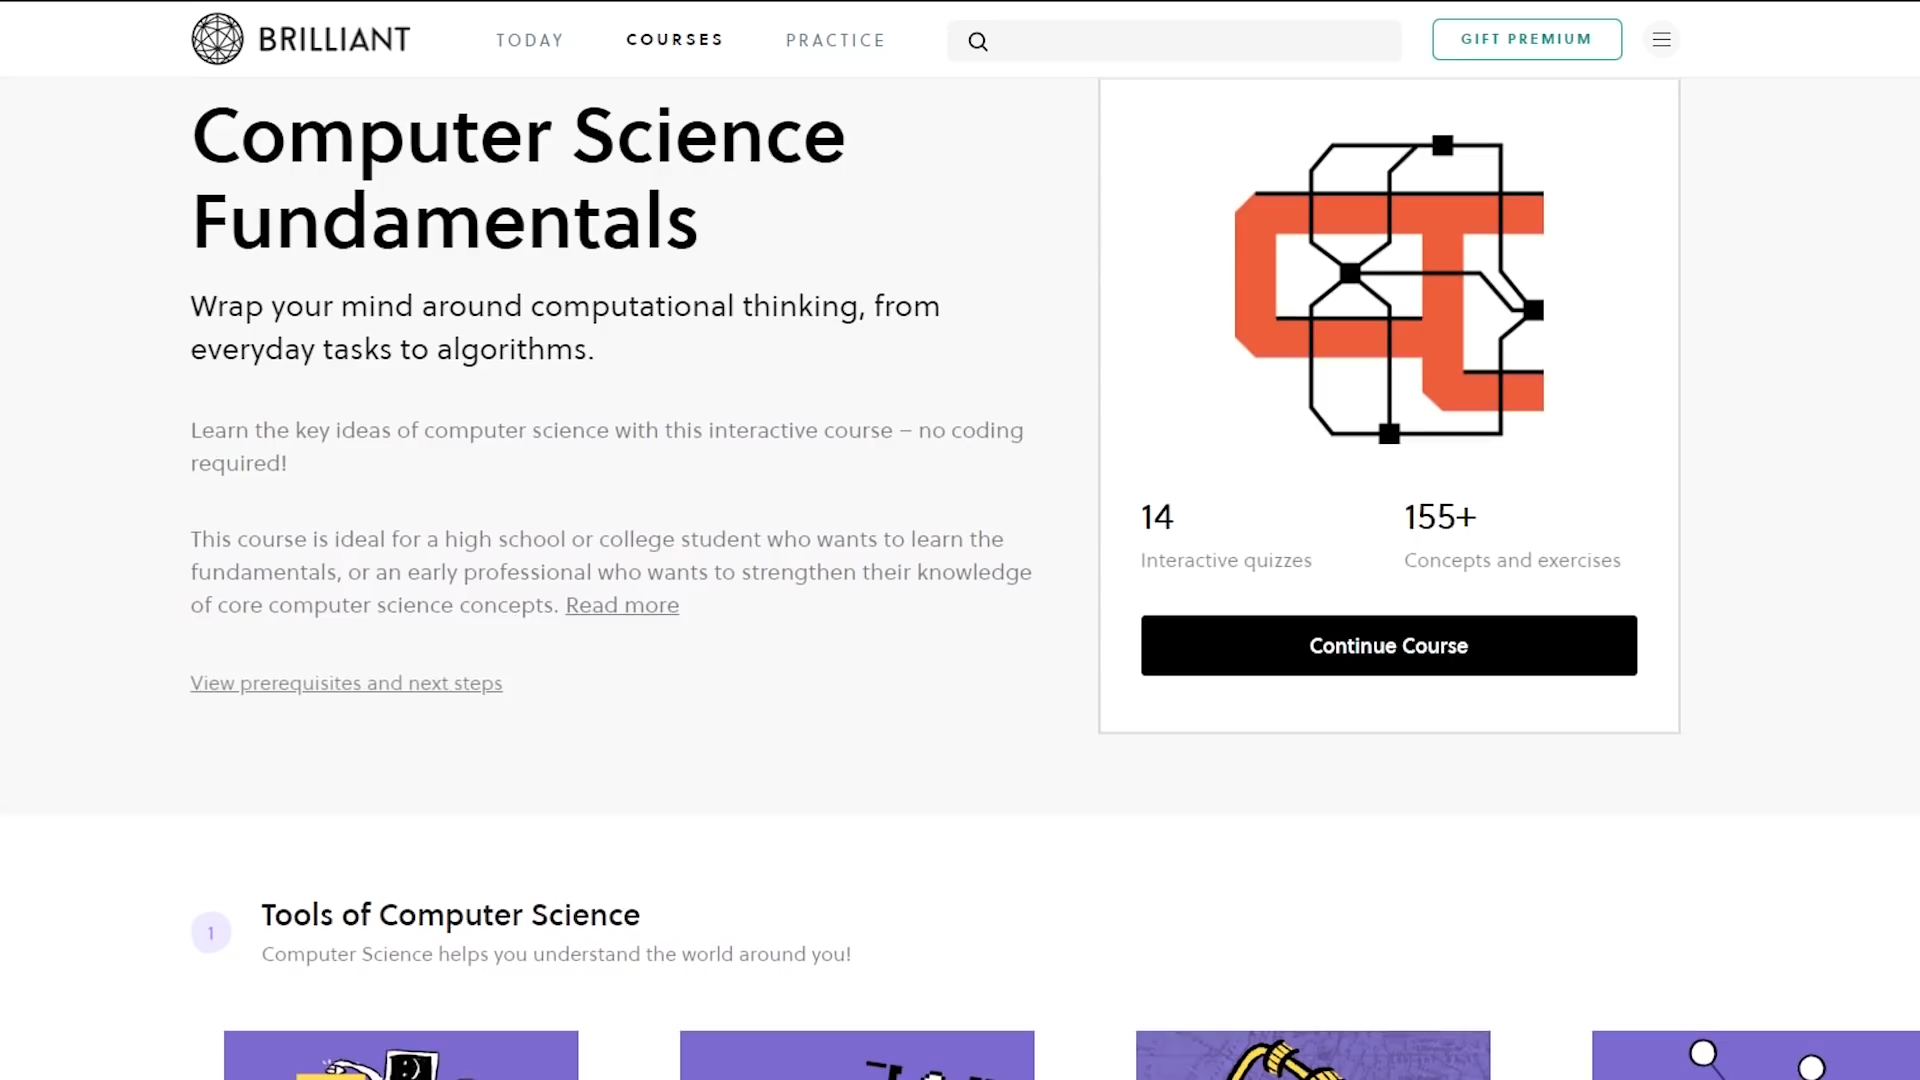 BRILLIANT
TODAY
COURSES
PRACTICE
GIFT PREMIUM
Computer Science
Fundamentals
Wrap your mind around computational thinking, from
everyday tasks to algorithms.
Learn the key ideas of computer science with this interactive course – no coding
required!
This course is ideal for a high school or college student who wants to learn the
fundamentals, or an early professional who wants to strengthen their knowledge
of core computer science concepts. Read more
View prerequisites and next steps
14
Interactive quizzes
155+
Concepts and exercises
Continue Course
1
Tools of Computer Science
Computer Science helps you understand the world around you!